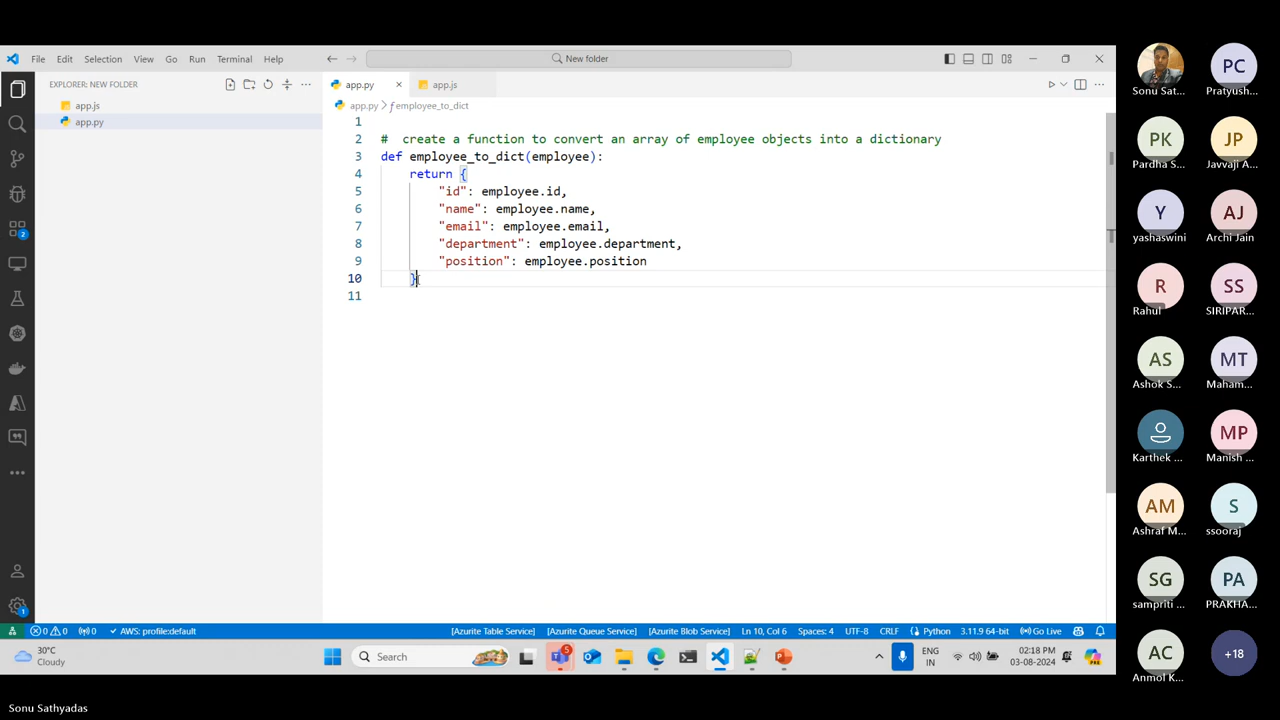 File Edit Selection View Go Run Terminal Help
New folder
EXPLORER: NEW FOLDER
app.js
app.py
app.py
app.js
app.py > employee_to_dict
1
2 # create a function to convert an array of employee objects into a dictionary
3 def employee_to_dict(employee):
4 return {
5 "id": employee.id,
6 "name": employee.name,
7 "email": employee.email,
8 "department": employee.department,
9 "position": employee.position
10 }
11
2
1
0 0 0 AWS: profile:default [Azurite Table Service] [Azurite Queue Service] [Azurite Blob Service] Ln 10, Col 6 Spaces: 4 UTF-8 CRLF Python 3.11.9 64-bit Go Live
30°C
Cloudy
Search
5
ENG
IN
02:18 PM
03-08-2024
Sonu Sat...
PC
Pratyush...
PK
Pardha S...
JP
Javvaji A...
Y
yashaswini
AJ
Archi Jain
R
Rahul
SS
SIRIPAR...
AS
Ashok S...
MT
Maham...
Karthek ...
MP
Manish ...
AM
Ashraf M...
S
ssooraj
SG
sampriti ...
PA
PRAKHA...
AC
Anmol K...
+18
Sonu Sathyadas